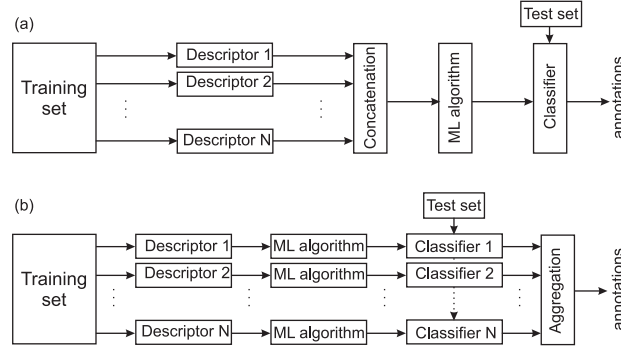 (a)
Test set
Training
set
Descriptor 1
Descriptor 2
Descriptor N
Concatenation
ML algorithm
Classifier
annotations
(b)
Test set
Training
set
Descriptor 1
ML algorithm
Classifier 1
Descriptor 2
ML algorithm
Classifier 2
Descriptor N
ML algorithm
Classifier N
Aggregation
annotations